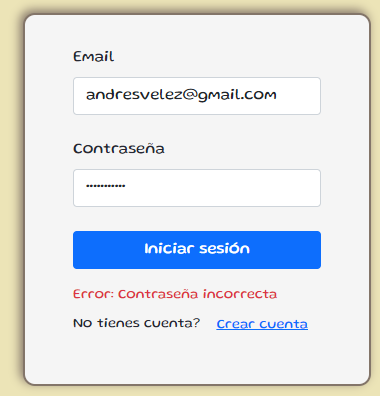 Email
andresvelez@gmail.com
Contraseña
•••••••••••
Iniciar sesión
Error: Contraseña incorrecta
No tienes cuenta? Crear cuenta